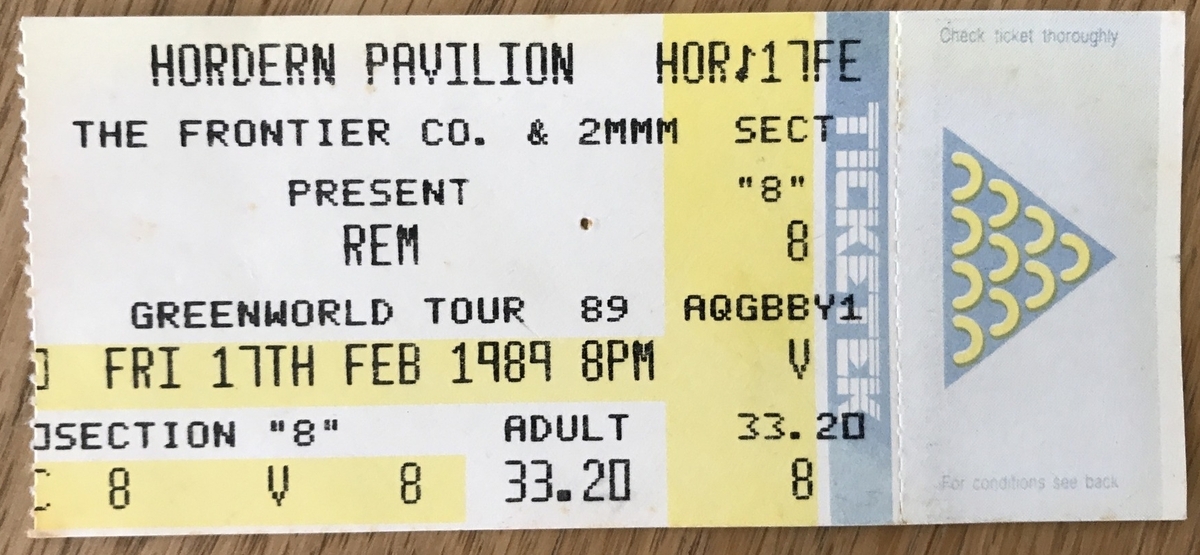 HORDERN PAVILION HOR♪17FE
THE FRONTIER CO. & 2MMM SECT
PRESENT "8"
REM 8
GREENWORLD TOUR 89 AQGBBY1
FRI 17TH FEB 1989 8PM V
SECTION "8" ADULT 33.20
8 V 8 33.20 8
TICKETEK
Check ticket thoroughly
For conditions see back